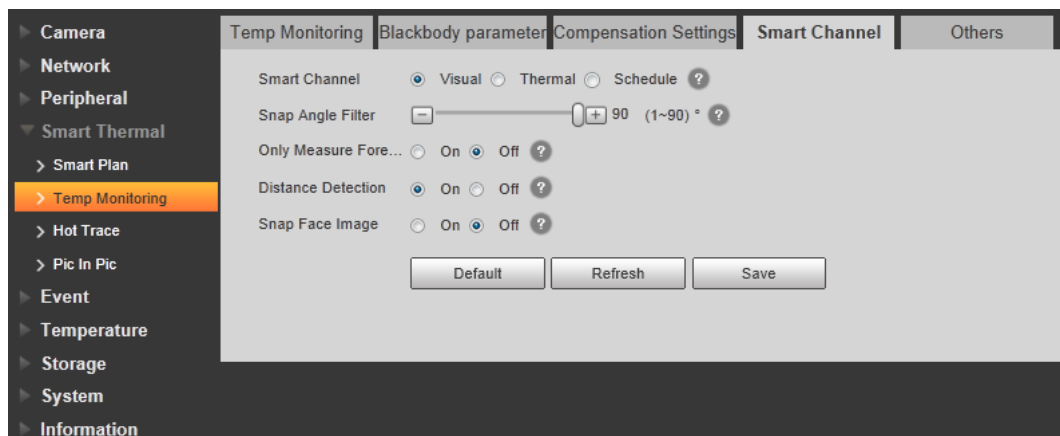 Camera
Network
Peripheral
Smart Thermal
Smart Plan
Temp Monitoring
Hot Trace
Pic In Pic
Event
Temperature
Storage
System
Information
Temp Monitoring Blackbody parameter Compensation Settings Smart Channel Others
Smart Channel Visual Thermal Schedule ?
Snap Angle Filter − + 90 (1~90) ° ?
Only Measure Fore... On Off ?
Distance Detection On Off ?
Snap Face Image On Off ?
Default Refresh Save